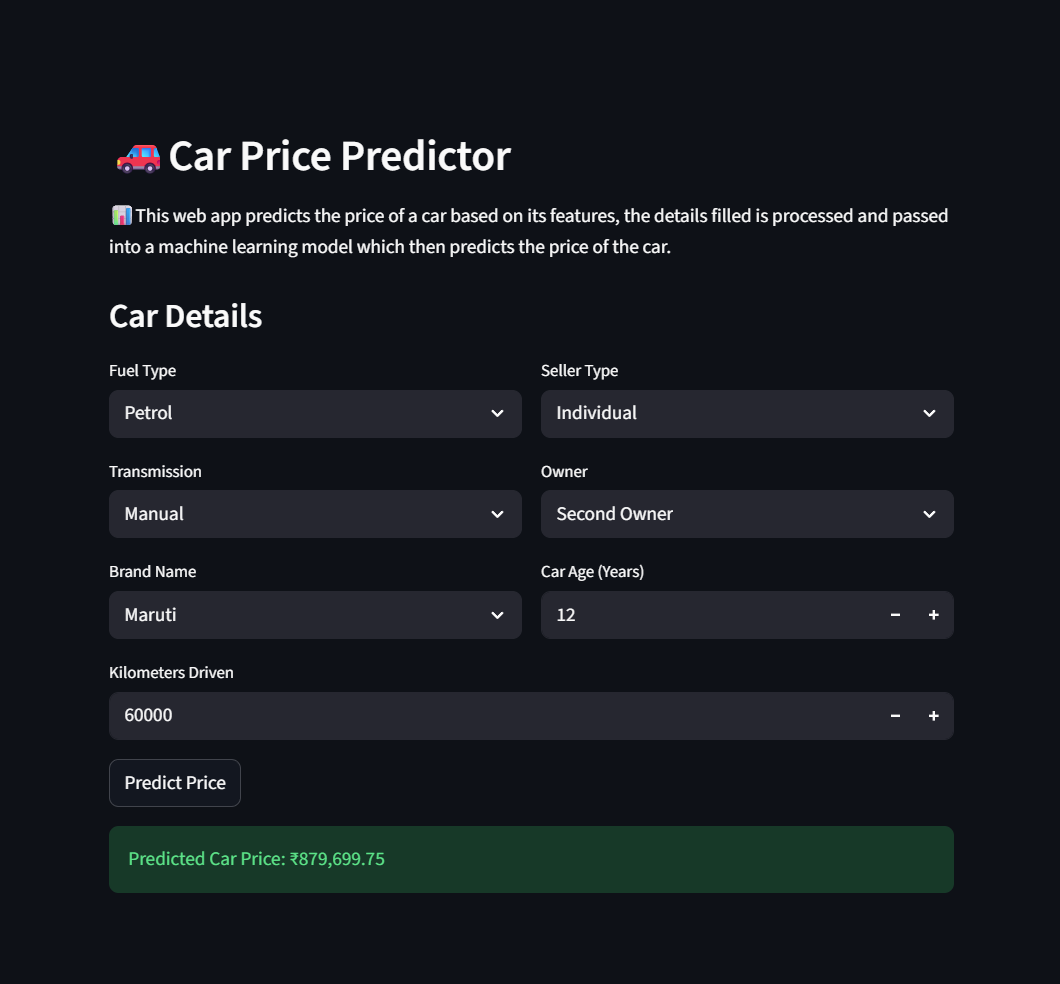 🚗 Car Price Predictor
📊This web app predicts the price of a car based on its features, the details filled is processed and passed
into a machine learning model which then predicts the price of the car.
Car Details
Fuel Type
Seller Type
Petrol
Individual
Transmission
Owner
Manual
Second Owner
Brand Name
Car Age (Years)
Maruti
12
Kilometers Driven
60000
Predict Price
Predicted Car Price: ₹879,699.75